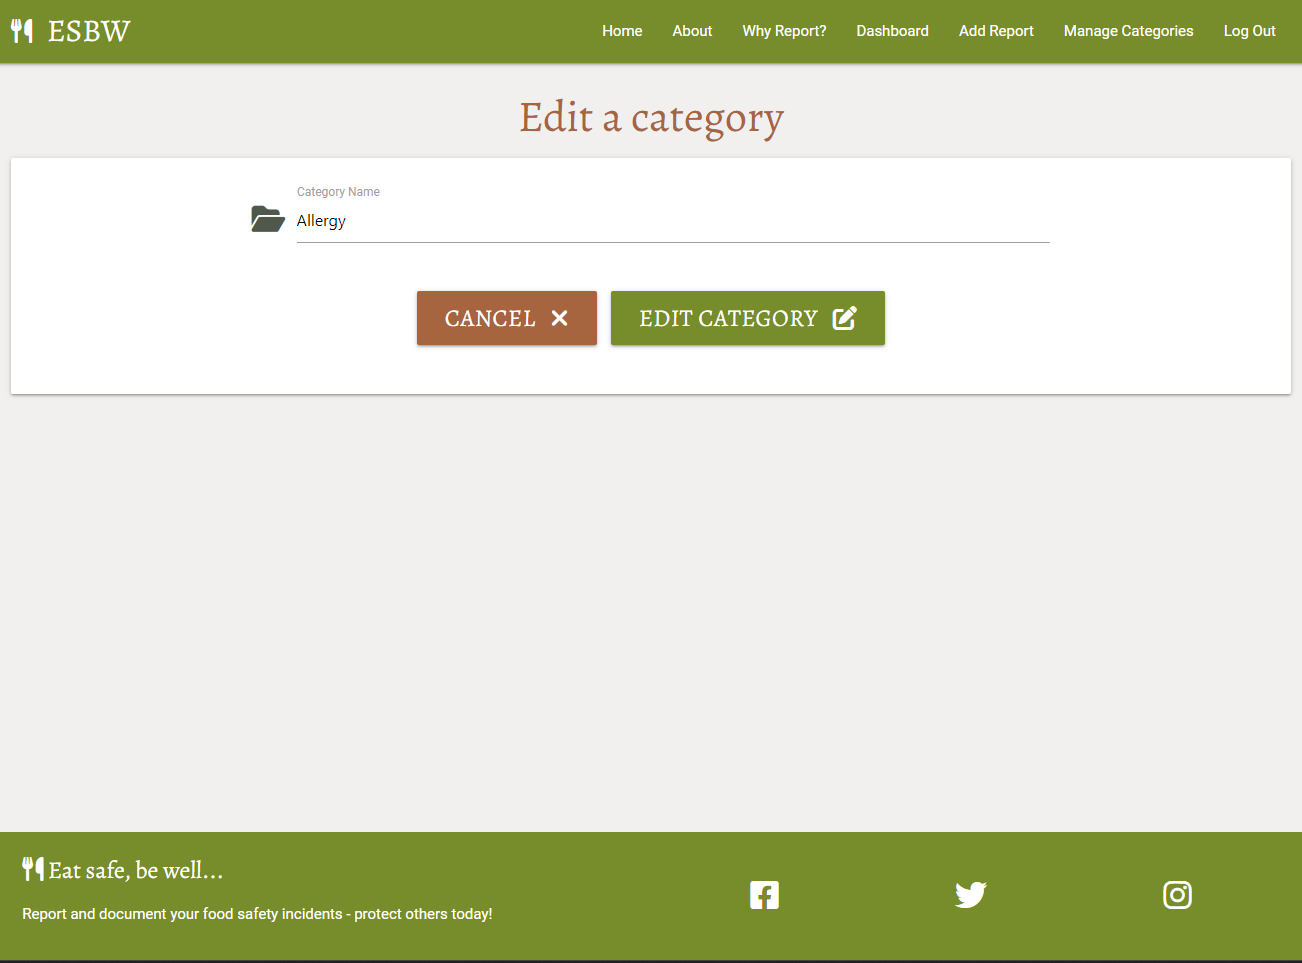 ESBW
Home About Why Report? Dashboard Add Report Manage Categories Log Out
Edit a category
Category Name
Allergy
CANCEL
EDIT CATEGORY
Eat safe, be well...
Report and document your food safety incidents - protect others today!